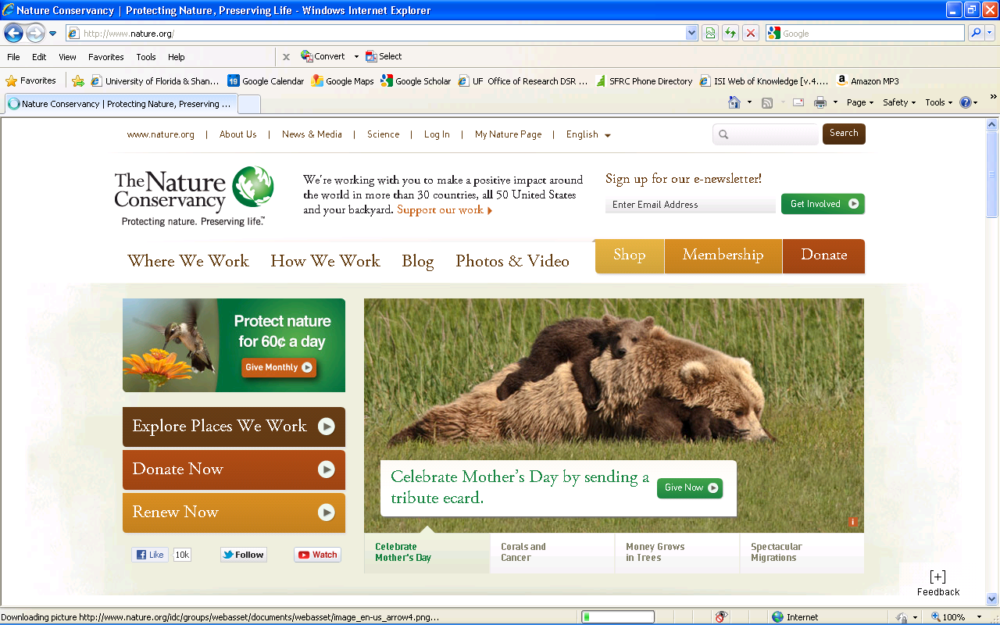 Nature Conservancy | Protecting Nature, Preserving Life - Windows Internet Explorer
http://www.nature.org/
Google
File Edit View Favorites Tools Help
Convert Select
Favorites University of Florida & Shan... Google Calendar Google Maps Google Scholar UF Office of Research DSR ... SFRC Phone Directory ISI Web of Knowledge [v.4.... Amazon MP3
19
Nature Conservancy | Protecting Nature, Preserving ...
Page Safety Tools
www.nature.org | About Us | News & Media | Science | Log In | My Nature Page | English
Search
The Nature
Conservancy
Protecting nature. Preserving life.™
We're working with you to make a positive impact around
the world in more than 30 countries, all 50 United States
and your backyard. Support our work
Sign up for our e-newsletter!
Enter Email Address
Get Involved
Where We Work How We Work Blog Photos & Video
Shop Membership Donate
Protect nature
for 60¢ a day
Give Monthly
Explore Places We Work
Donate Now
Renew Now
Like 10k Follow Watch
Celebrate Mother's Day by sending a
tribute ecard.
Give Now
i
Celebrate
Mother's Day
Corals and
Cancer
Money Grows
in Trees
Spectacular
Migrations
[+]
Feedback
Downloading picture http://www.nature.org/idc/groups/webasset/documents/webasset/image_en-us_arrow4.png...
Internet
100%